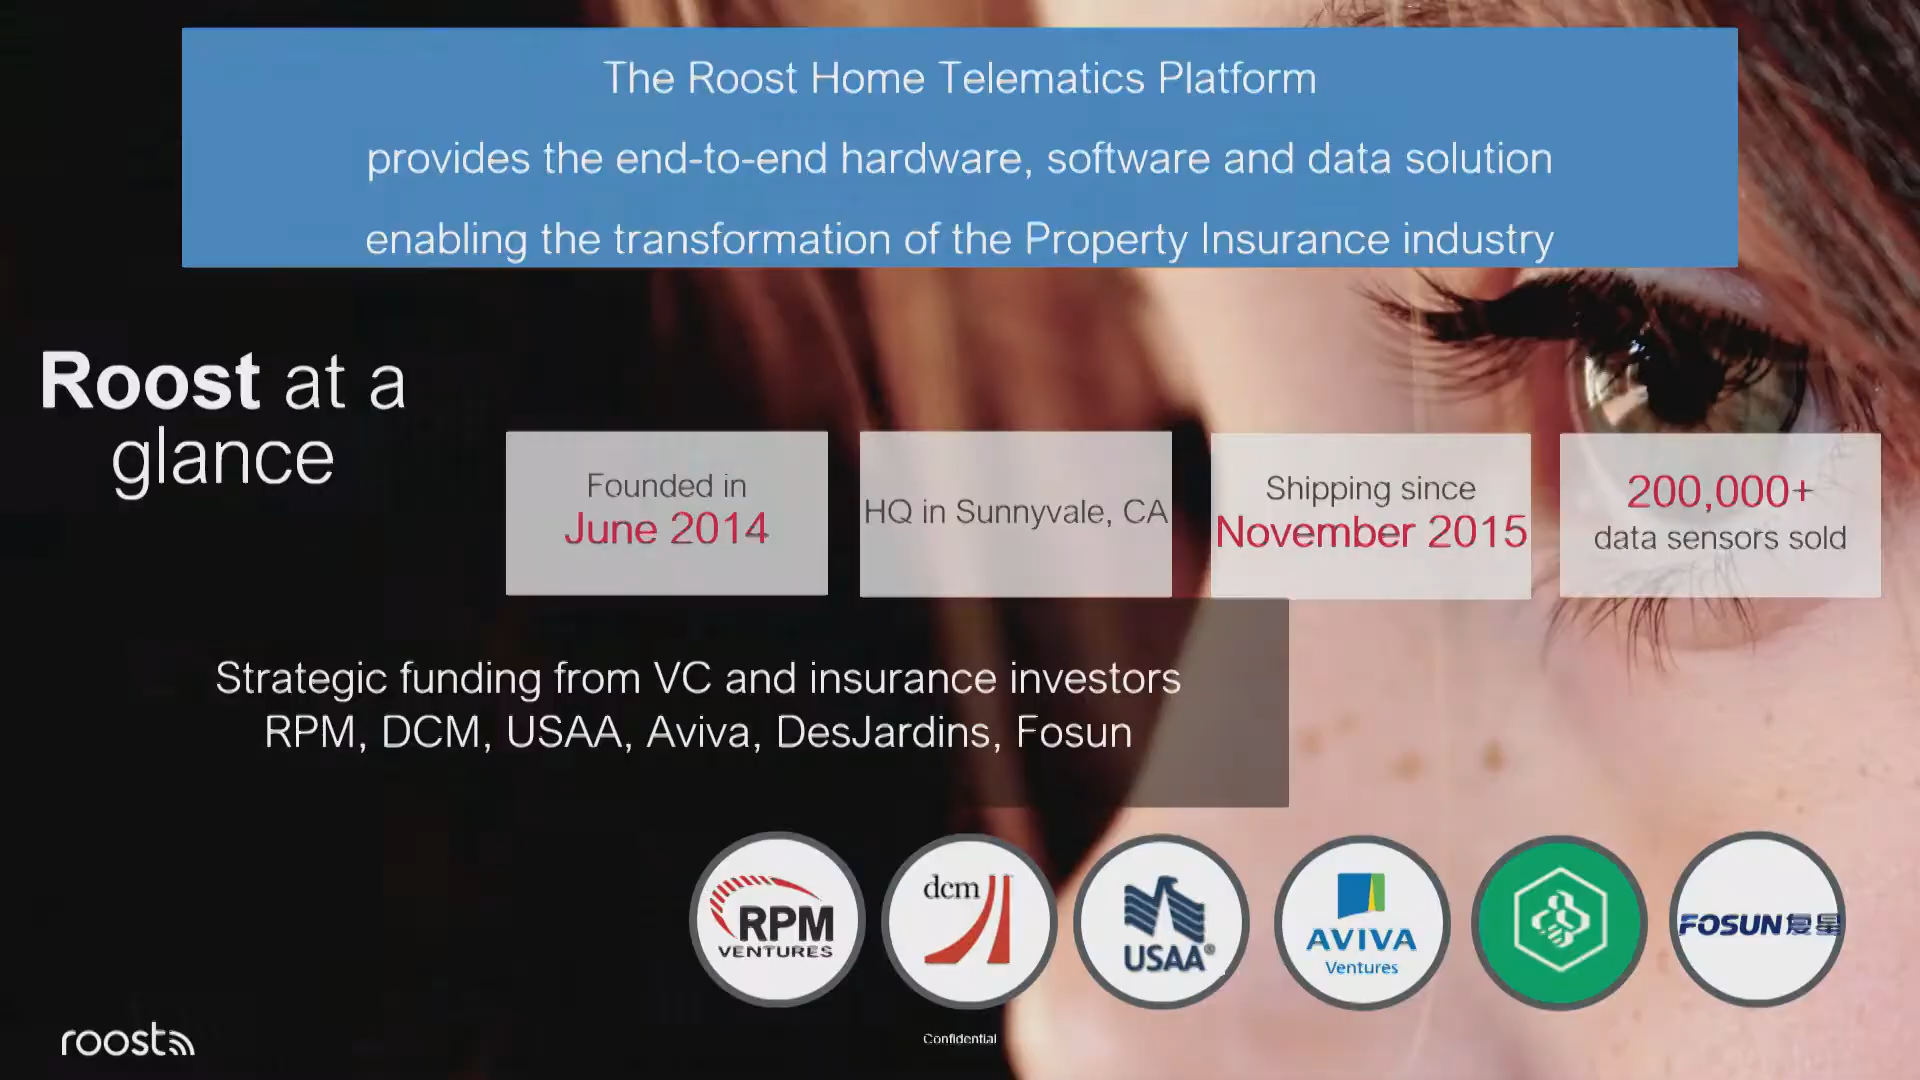 The Roost Home Telematics Platform
provides the end-to-end hardware, software and data solution
enabling the transformation of the Property Insurance industry
Roost at a
glance
Founded in
June 2014
HQ in Sunnyvale, CA
Shipping since
November 2015
200,000+
data sensors sold
Strategic funding from VC and insurance investors
RPM, DCM, USAA, Aviva, DesJardins, Fosun
RPM
VENTURES
dcm
USAA®
AVIVA
Ventures
FOSUN 复星
roost
Confidential